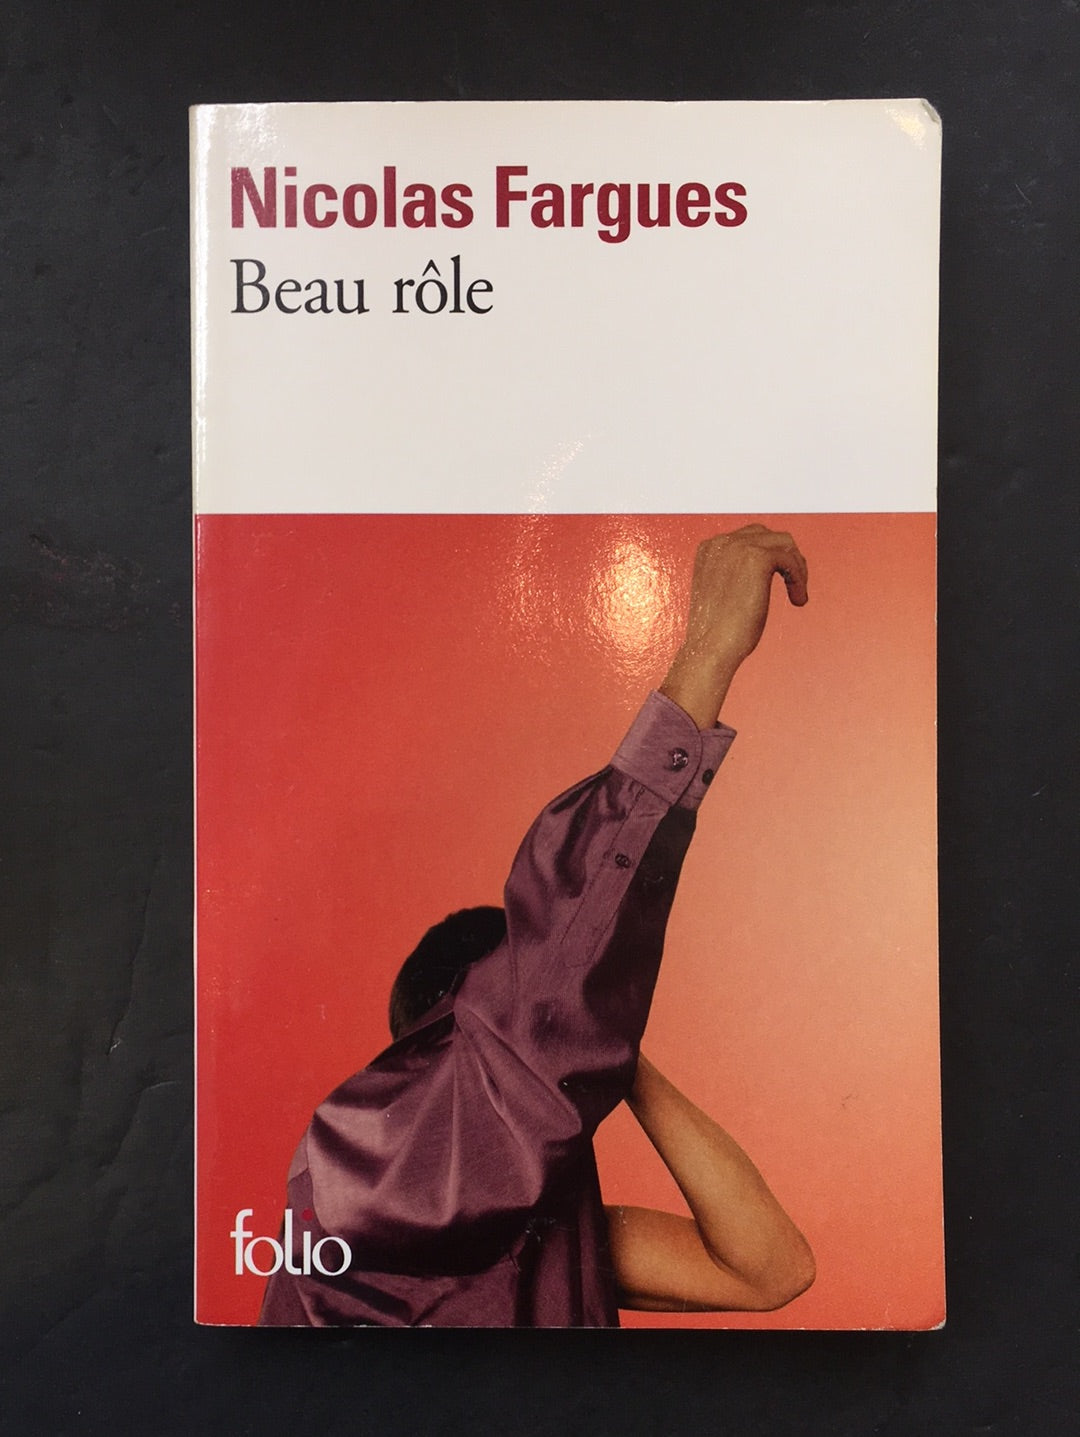 Nicolas Fargues
Beau rôle
folio